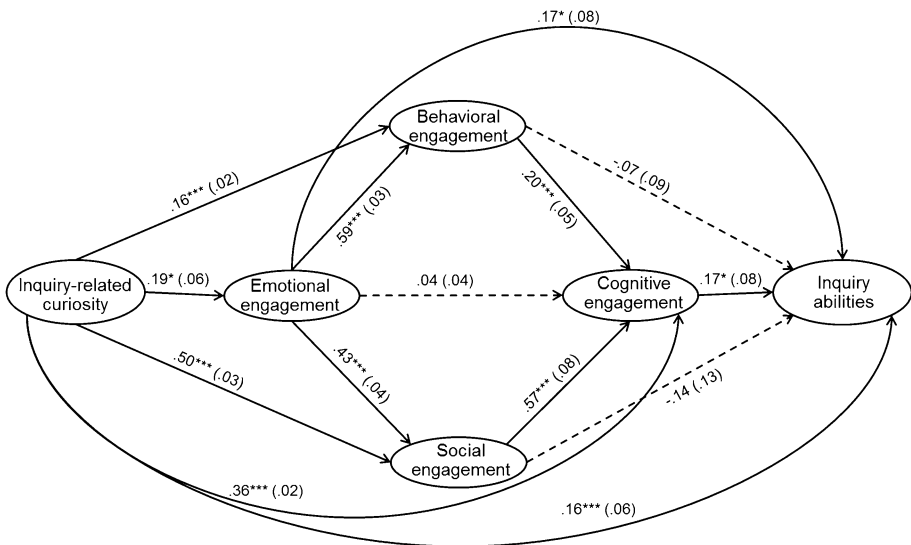 .17* (.08)
Behavioral
engagement
.16*** (.02)
.59*** (.03)
.20*** (.05)
-.07 (.09)
Inquiry-related
curiosity
.19* (.06)
Emotional
engagement
.04 (.04)
Cognitive
engagement
.17* (.08)
Inquiry
abilities
.50*** (.03)
.43*** (.04)
.57*** (.08)
-.14 (.13)
Social
engagement
.36*** (.02)
.16*** (.06)